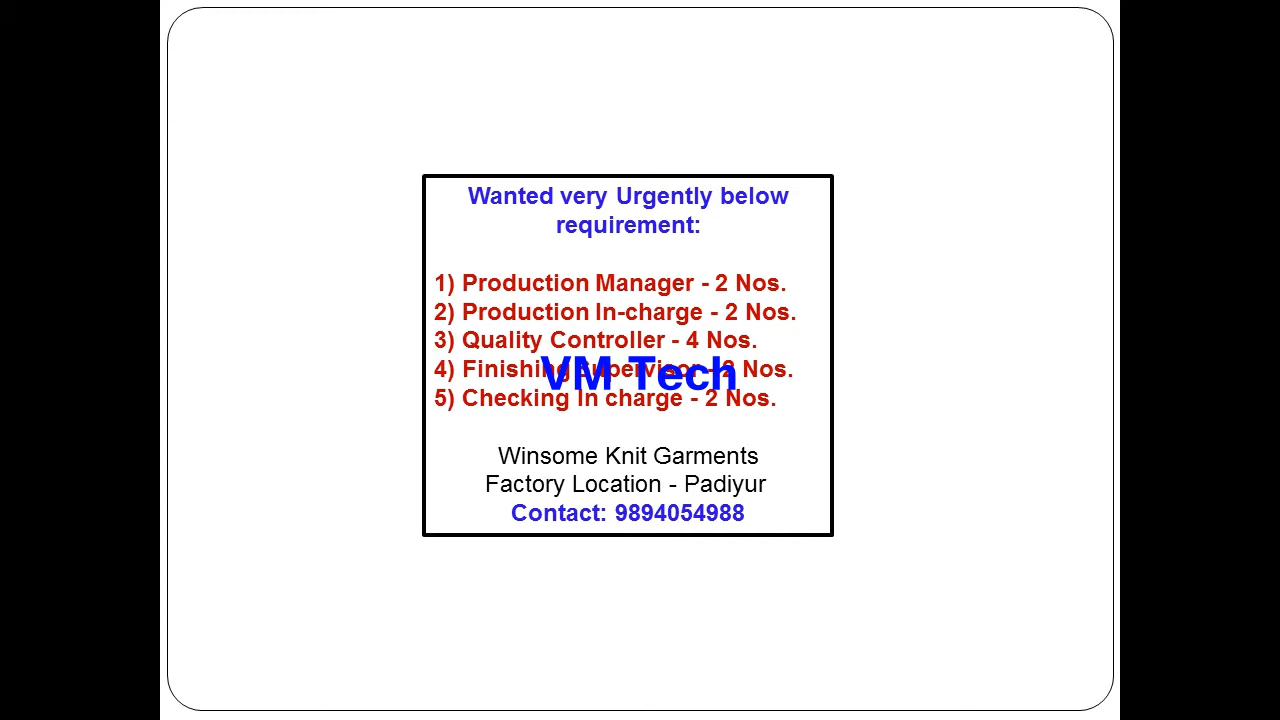 Wanted very Urgently below
requirement:
1) Production Manager - 2 Nos.
2) Production In-charge - 2 Nos.
3) Quality Controller - 4 Nos.
4) Finishing Supervisor - 2 Nos.
VM Tech
5) Checking In charge - 2 Nos.
Winsome Knit Garments
Factory Location - Padiyur
Contact: 9894054988